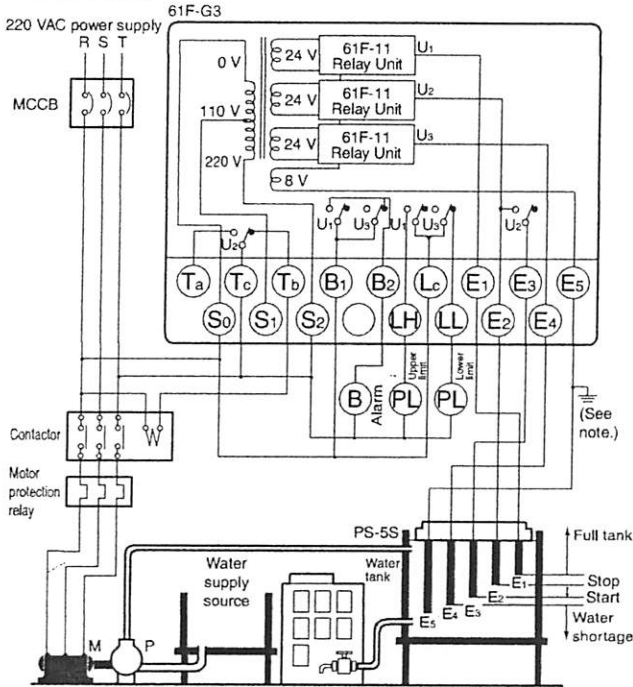 61F-G3
220 VAC power supply
R S T
MCCB
0 V
110 V
220 V
24 V
61F-11
Relay Unit
U1
24 V
61F-11
Relay Unit
U2
24 V
61F-11
Relay Unit
U3
8 V
U2
U1
U3
U1
U3
U2
Ta Tc Tb B1 B2 Lc E1 E3 E5
S0 S1 S2 LH LL E2 E4
B
Alarm
PL
Upper limit
PL
Lower limit
(See
note.)
Contactor
Motor
protection
relay
PS-5S
Water
supply
source
Water
tank
Full tank
E1
Stop
E2
Start
E3
E4
E5
Water
shortage
M
P